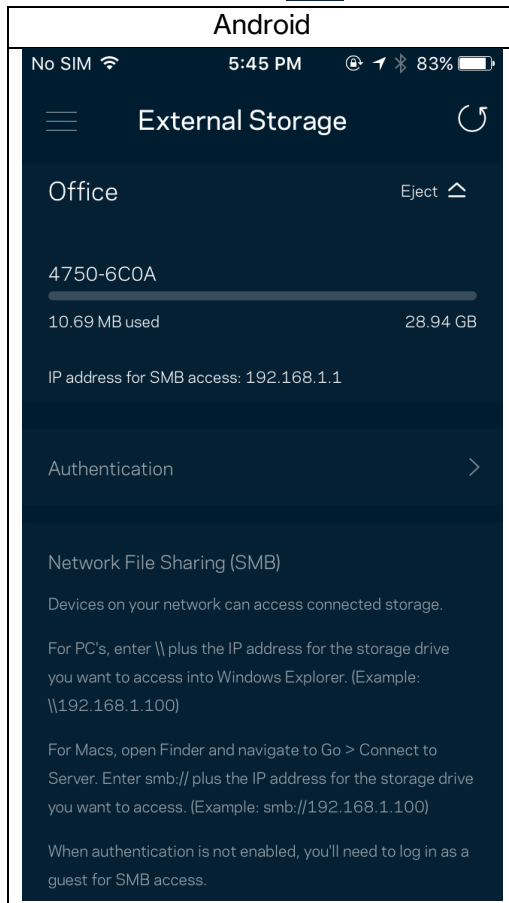 Android
No SIM 5:45 PM 83%
External Storage
Office Eject
4750-6C0A
10.69 MB used 28.94 GB
IP address for SMB access: 192.168.1.1
Authentication
Network File Sharing (SMB)
Devices on your network can access connected storage.
For PC's, enter \\ plus the IP address for the storage drive
you want to access into Windows Explorer. (Example:
\\192.168.1.100)
For Macs, open Finder and navigate to Go > Connect to
Server. Enter smb:// plus the IP address for the storage drive
you want to access. (Example: smb://192.168.1.100)
When authentication is not enabled, you'll need to log in as a
guest for SMB access.